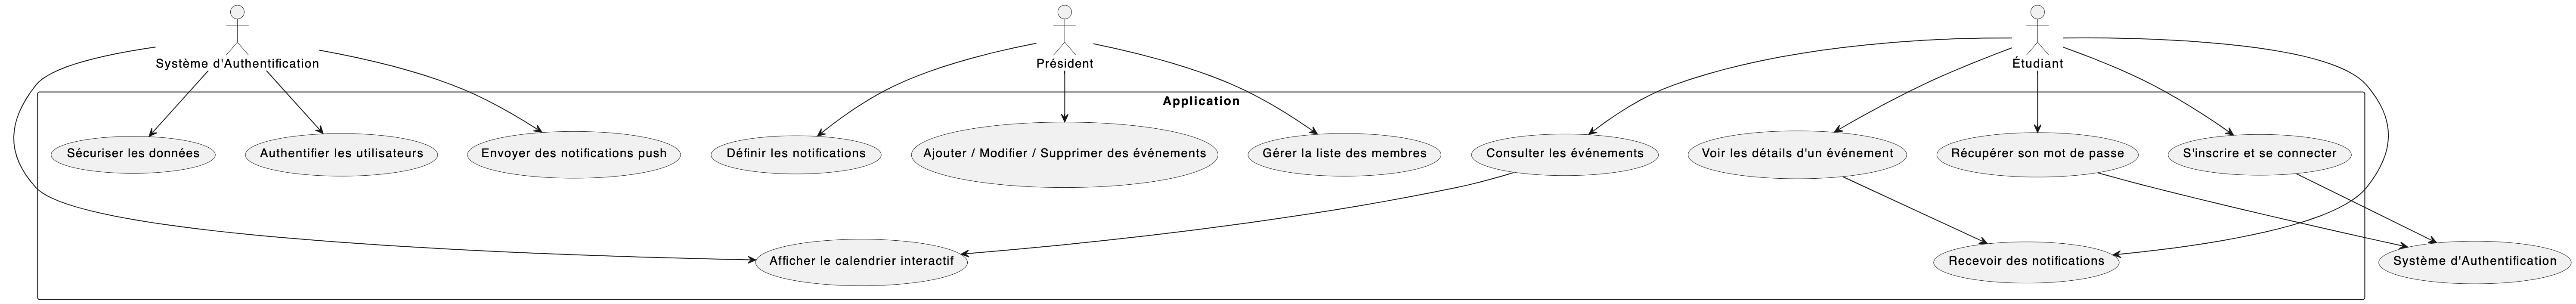 Système d'Authentification
Président
Étudiant
Application
Sécuriser les données
Authentifier les utilisateurs
Envoyer des notifications push
Définir les notifications
Ajouter / Modifier / Supprimer des événements
Gérer la liste des membres
Consulter les événements
Voir les détails d'un événement
Récupérer son mot de passe
S'inscrire et se connecter
Afficher le calendrier interactif
Recevoir des notifications
Système d'Authentification